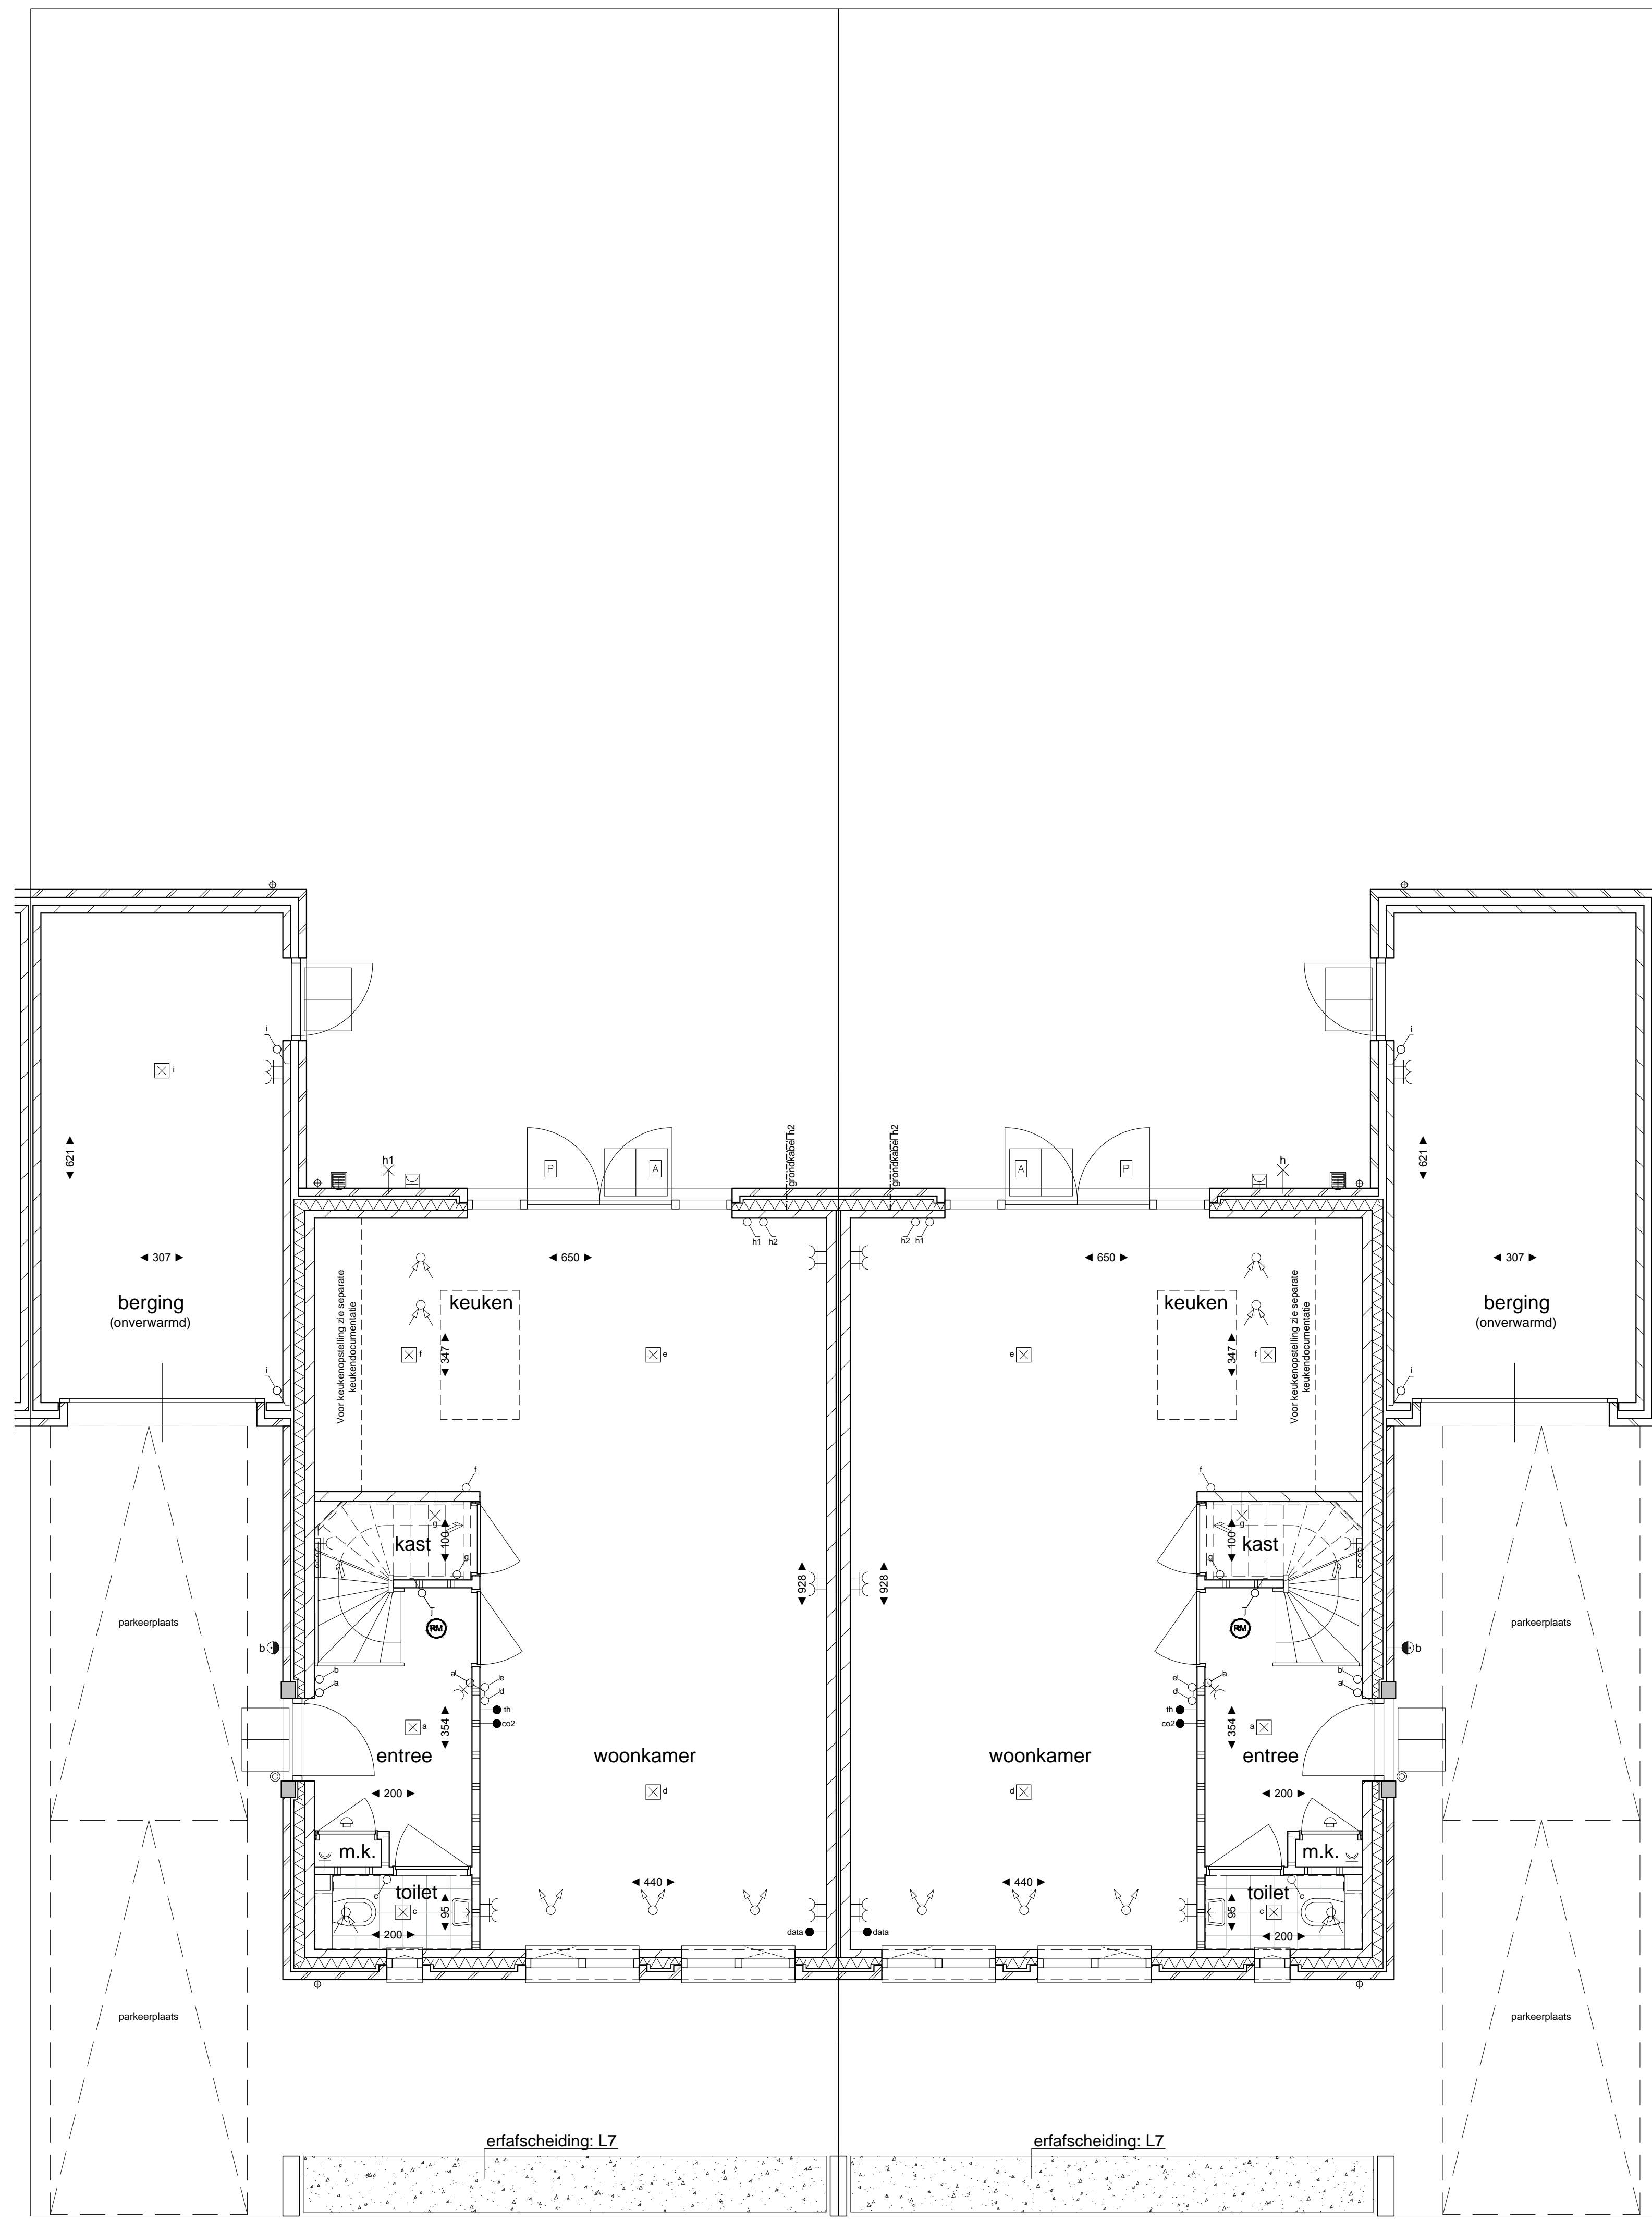 grondkabel h2
grondkabel h2
h1
h
P
A
A
P
i
i
i
621
621
h1
h2
h2
h1
307
650
650
307
berging
(onverwarmd)
keuken
keuken
berging
(onverwarmd)
Voor keukenopstelling zie separate
keukendocumentatie
Voor keukenopstelling zie separate
keukendocumentatie
347
347
f
e
e
f
i
i
f
f
g
g
kast
100
100
kast
g
g
928
928
j
j
parkeerplaats
RM
RM
parkeerplaats
b
b
b
a
a
e
d
e
d
a
b
a
th
co2
th
co2
a
354
354
a
entree
woonkamer
woonkamer
entree
d
d
200
200
m.k.
m.k.
440
440
toilet
toilet
c
c
c
c
95
95
200
200
data
data
parkeerplaats
parkeerplaats
erfafscheiding: L7
erfafscheiding: L7